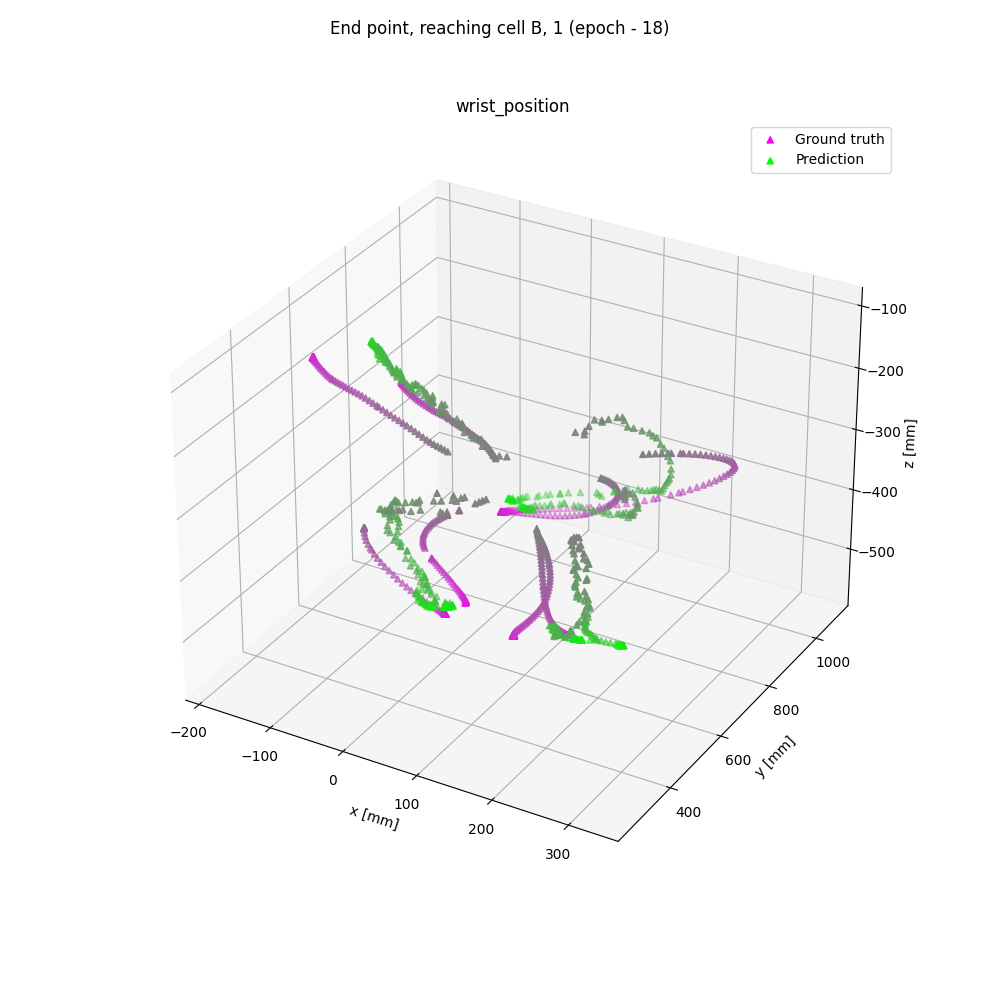 End point, reaching cell B, 1 (epoch - 18)
wrist_position
Ground truth
Prediction
−100
−200
−300
−400
−500
z [mm]
1000
800
600
400
y [mm]
−200
−100
0
100
200
300
x [mm]